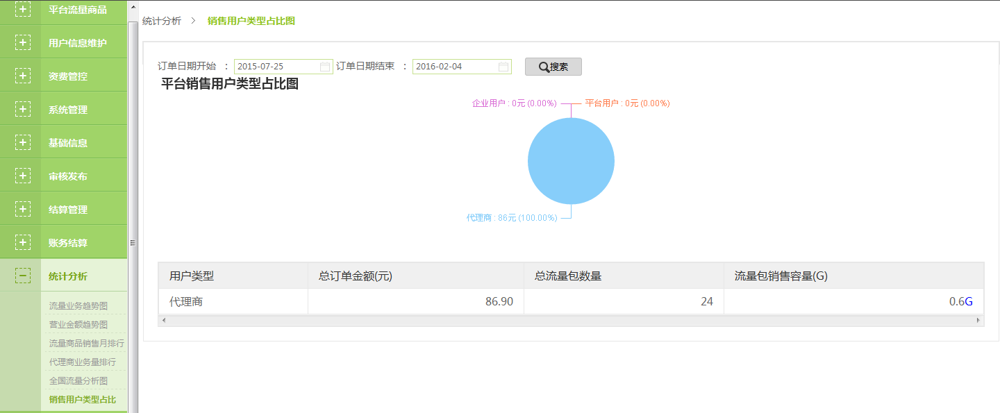 平台流量商品
用户信息维护
资费管控
系统管理
基础信息
审核发布
结算管理
账务结算
统计分析
流量业务趋势图
营业金额趋势图
流量商品销售月排行
代理商业务量排行
全国流量分析图
销售用户类型占比
统计分析 > 销售用户类型占比图
订单日期开始 : 2015-07-25 订单日期结束 : 2016-02-04 搜索
平台销售用户类型占比图
企业用户 : 0元 (0.00%) 平台用户 : 0元 (0.00%)
代理商 : 86元 (100.00%)
用户类型 总订单金额(元) 总流量包数量 流量包销售容量(G)
代理商 86.90 24 0.6G